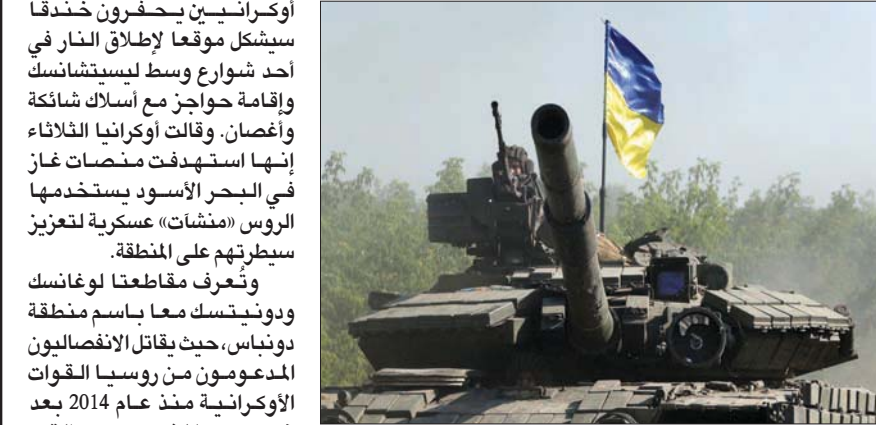 أوكرانيين يحفرون خندقا
سيشكل موقعا لإطلاق النار في
أحد شوارع وسط ليسيتشانسك
وإقامة حواجز مع أسلاك شائكة
وأغصان. وقالت أوكرانيا الثلاثاء
إنها استهدفت منصات غاز
في البحر الأسود يستخدمها
الروس «منشآت» عسكرية لتعزيز
سيطرتهم على المنطقة.
وتُعرف مقاطعتا لوغانسك
ودونيتسك معا باسم منطقة
دونباس، حيث يقاتل الانفصاليون
المدعومون من روسيا القوات
الأوكرانية منذ عام 2014 بعد